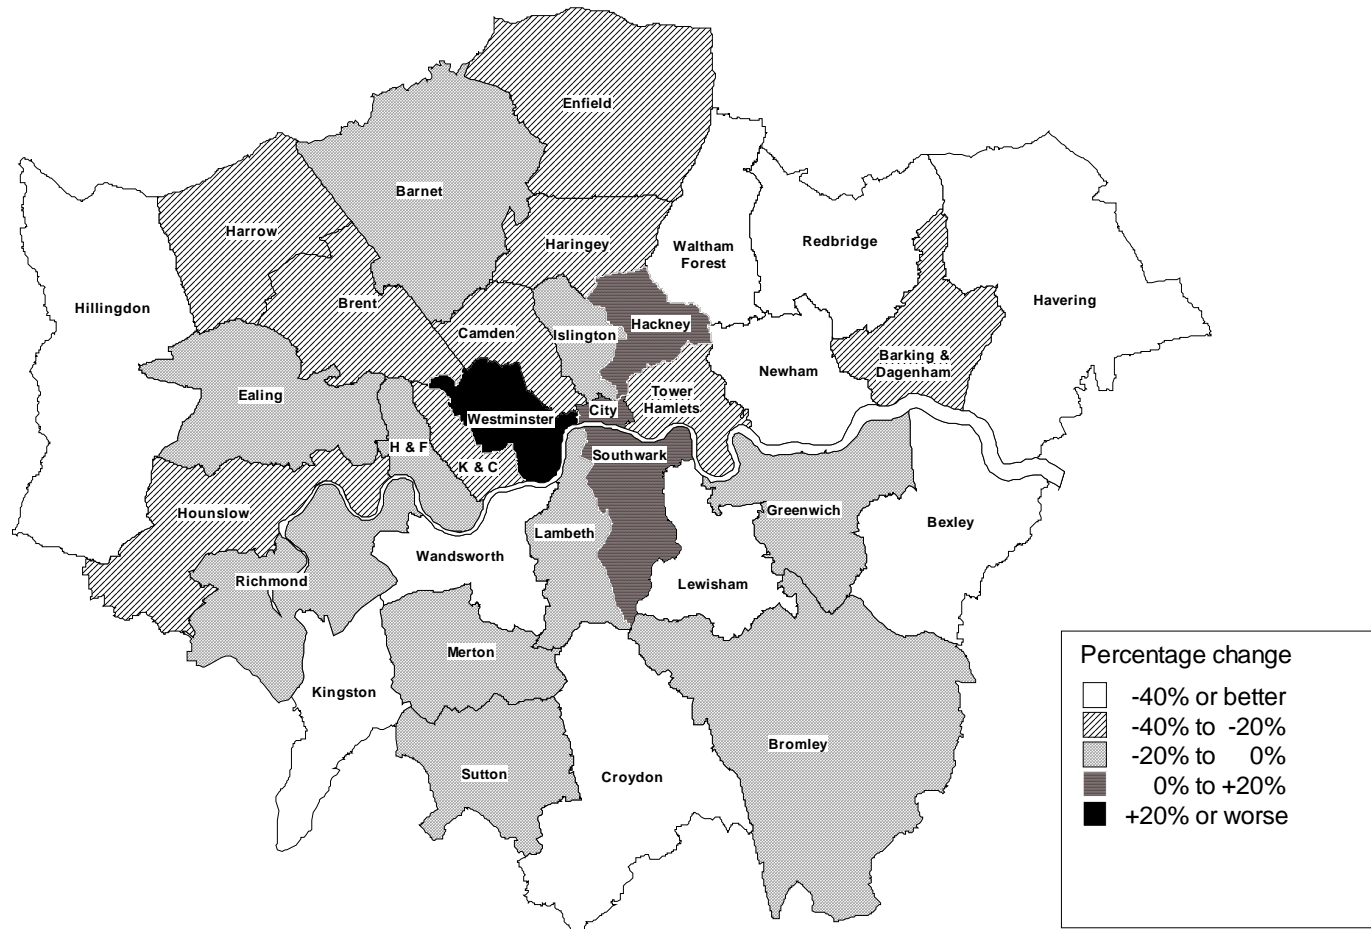 Enfield
Barnet
Harrow
Haringey
Redbridge
Waltham
Forest
Hillingdon
Brent
Havering
Camden
Islington
Hackney
Barking &
Dagenham
Newham
Ealing
Tower
Hamlets
Westminster
City
H & F
Southwark
K & C
Hounslow
Greenwich
Bexley
Lambeth
Wandsworth
Richmond
Lewisham
Merton
Kingston
Bromley
Sutton
Croydon
Percentage change
-40% or better
-40% to -20%
-20% to 0%
0% to +20%
+20% or worse